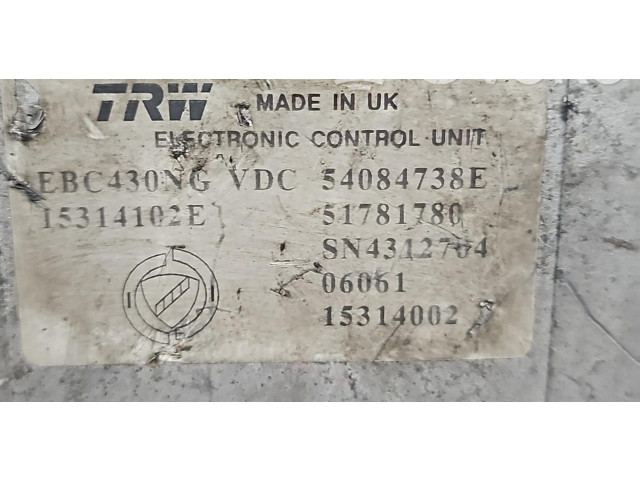 TRW MADE IN UK
ELECTRONIC CONTROL UNIT
EBC430NG VDC 54084738E
15314102E 51781780
SN4312704
06061
15314002